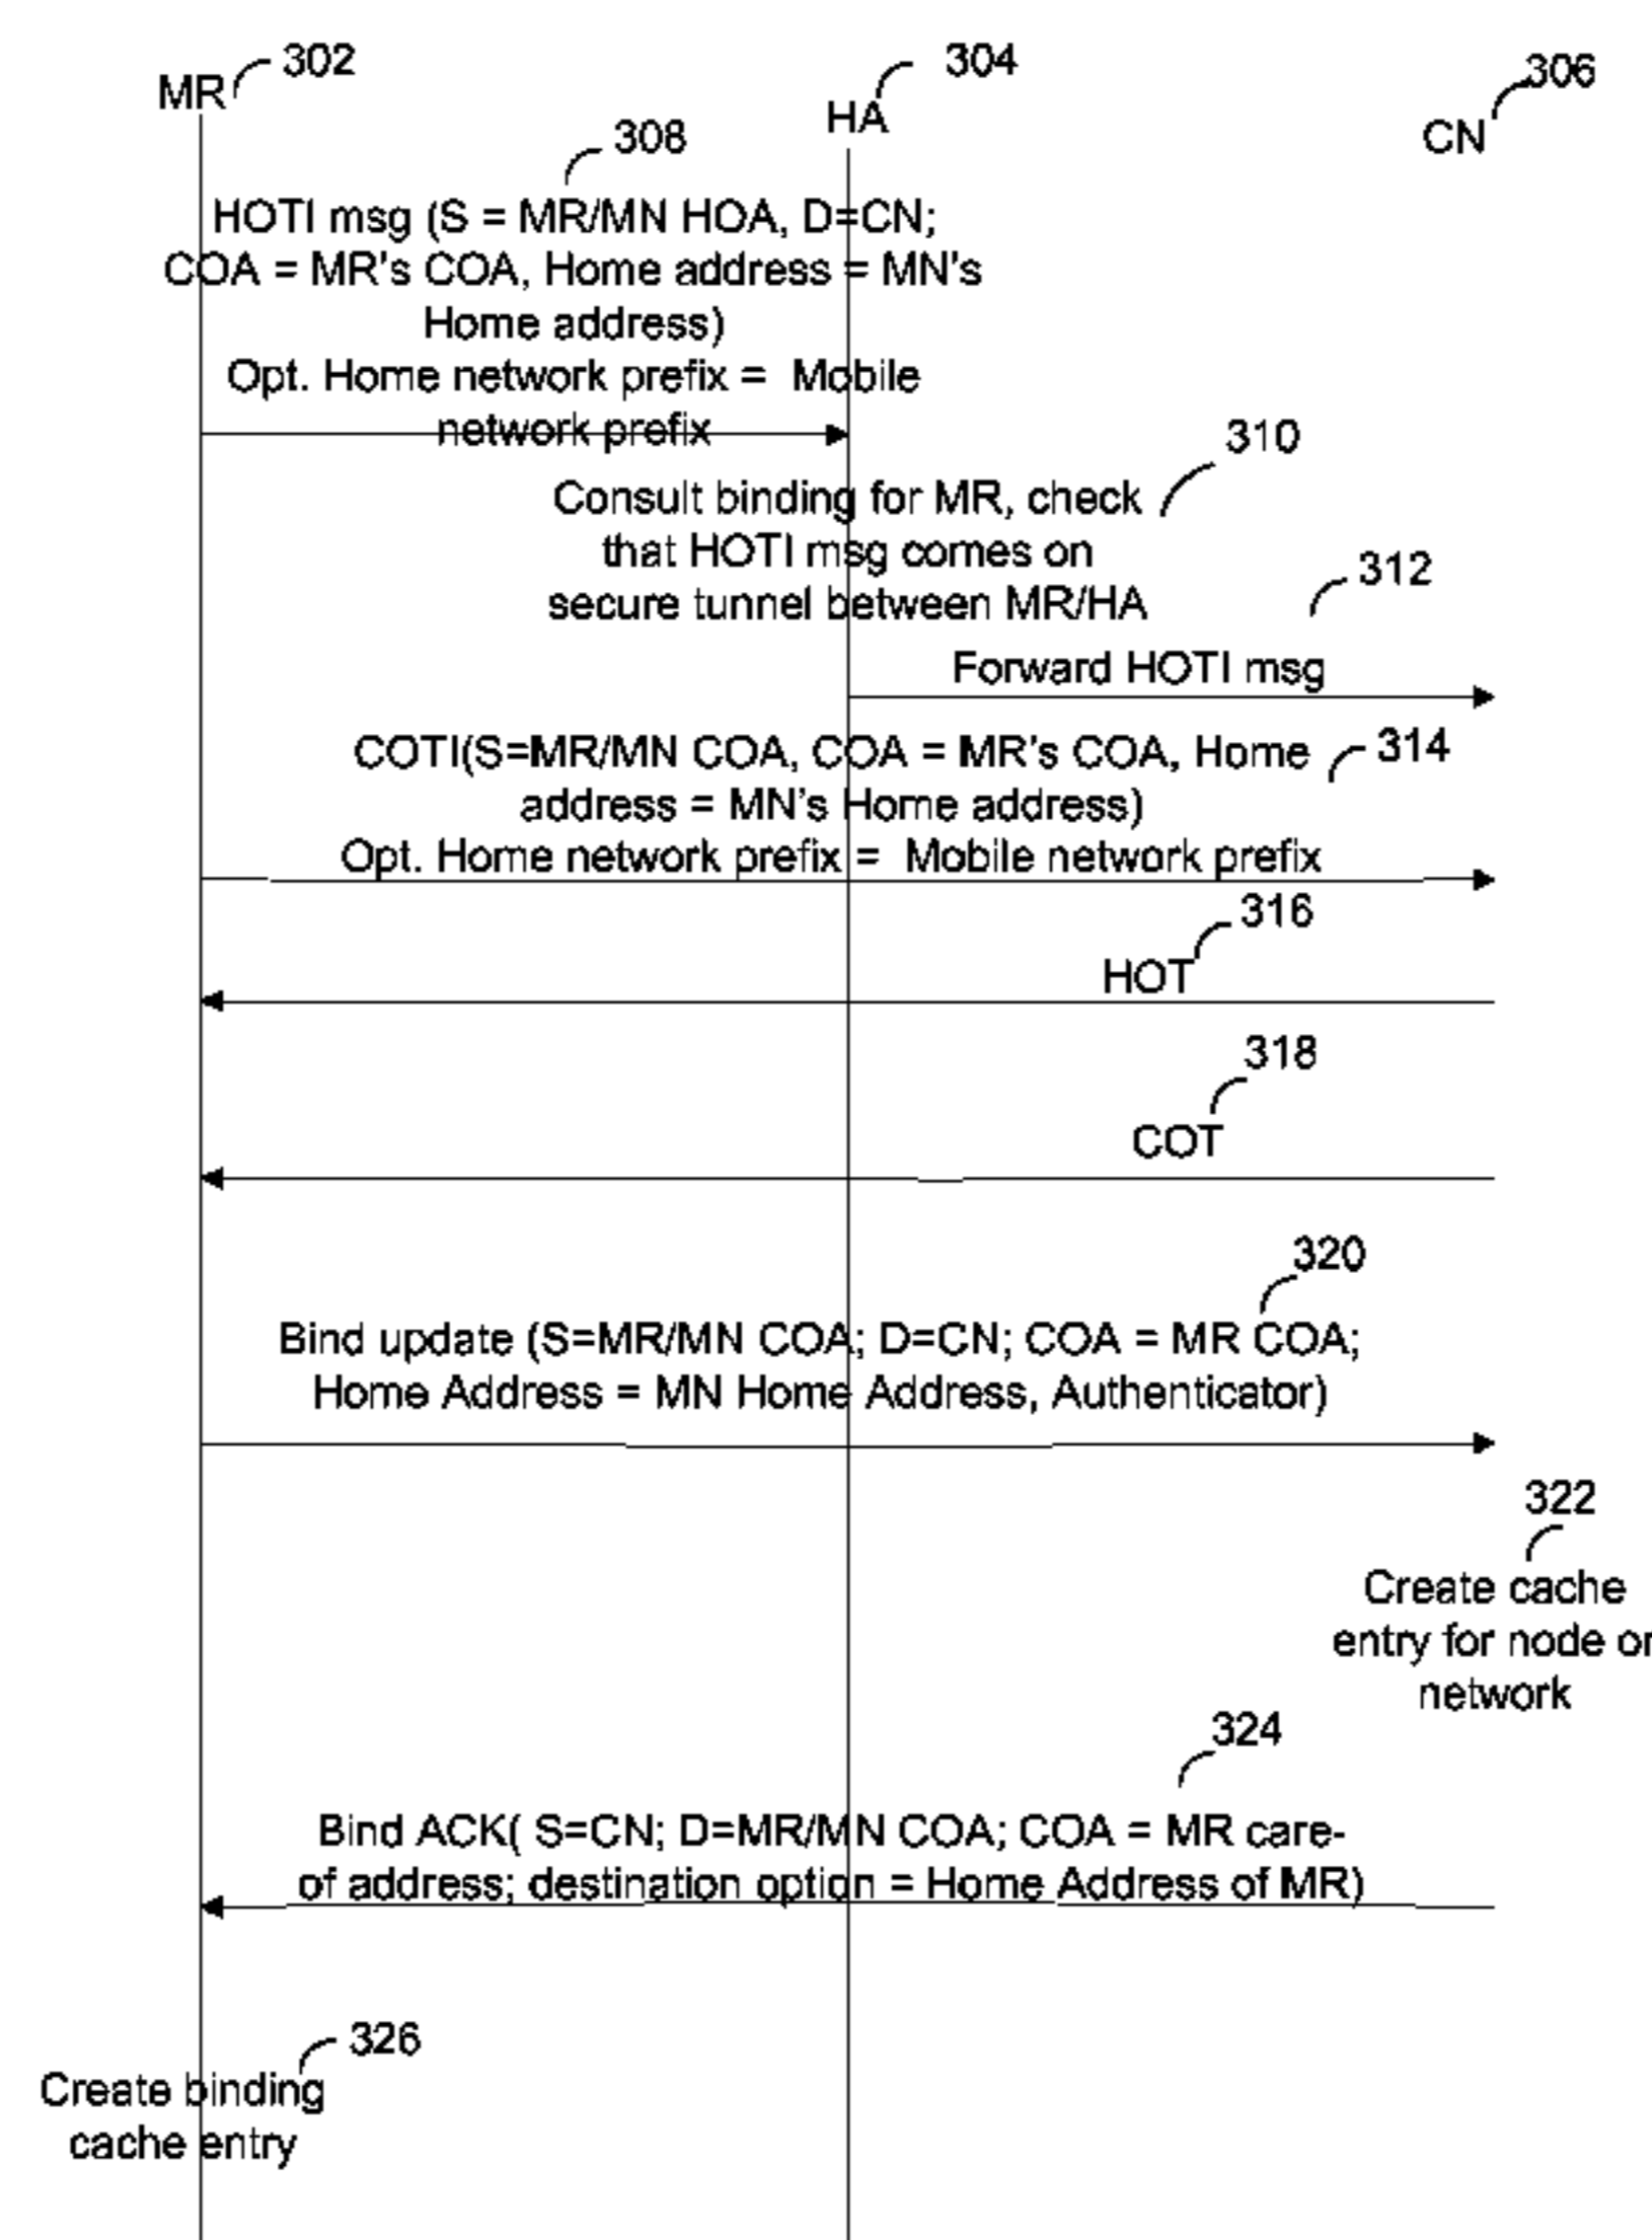 302
MR
304
HA
306
CN
308
HOTI msg (S = MR/MN HOA, D=CN;
COA = MR's COA, Home address = MN's
Home address)
Opt. Home network prefix = Mobile
network prefix
310
Consult binding for MR, check
that HOTI msg comes on
secure tunnel between MR/HA
312
Forward HOTI msg
314
COTI(S=MR/MN COA, COA = MR's COA, Home
address = MN's Home address)
Opt. Home network prefix = Mobile network prefix
316
HOT
318
COT
320
Bind update (S=MR/MN COA; D=CN; COA = MR COA;
Home Address = MN Home Address, Authenticator)
322
Create cache
entry for node or
network
324
Bind ACK( S=CN; D=MR/MN COA; COA = MR care-
of address; destination option = Home Address of MR)
326
Create binding
cache entry